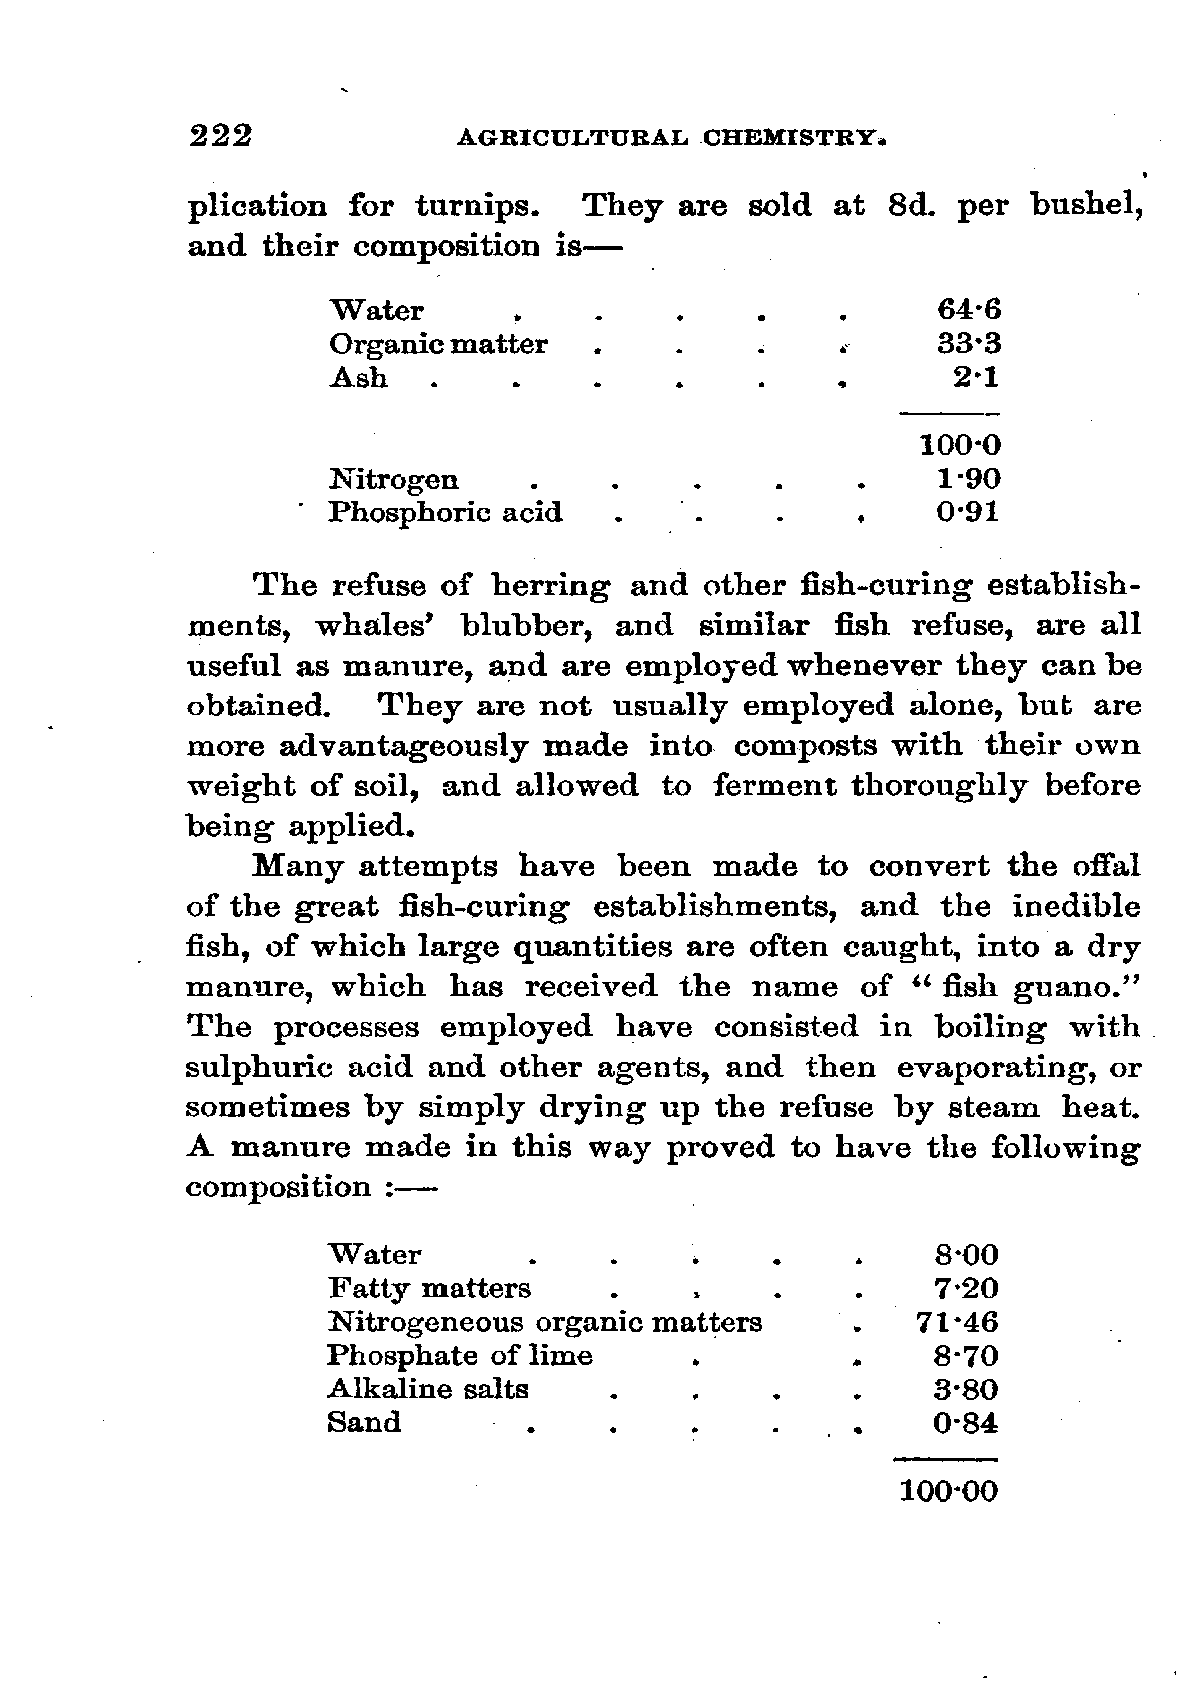 222 AGRICULTURAL CHEMISTRY.
plication for turnips. They are sold at 8d. per bushel,
and their composition is—
Water . . . . . 64·6
Organic matter . . . . 33·3
Ash . . . . . . 2·1
100·0
Nitrogen . . . . . 1·90
Phosphoric acid . . . . 0·91
The refuse of herring and other fish-curing establish-
ments, whales' blubber, and similar fish refuse, are all
useful as manure, and are employed whenever they can be
obtained. They are not usually employed alone, but are
more advantageously made into composts with their own
weight of soil, and allowed to ferment thoroughly before
being applied.
Many attempts have been made to convert the offal
of the great fish-curing establishments, and the inedible
fish, of which large quantities are often caught, into a dry
manure, which has received the name of “ fish guano.”
The processes employed have consisted in boiling with
sulphuric acid and other agents, and then evaporating, or
sometimes by simply drying up the refuse by steam heat.
A manure made in this way proved to have the following
composition :—
Water . . . . . 8·00
Fatty matters . . . . 7·20
Nitrogeneous organic matters . 71·46
Phosphate of lime . . 8·70
Alkaline salts . . . . 3·80
Sand . . . . . 0·84
100·00